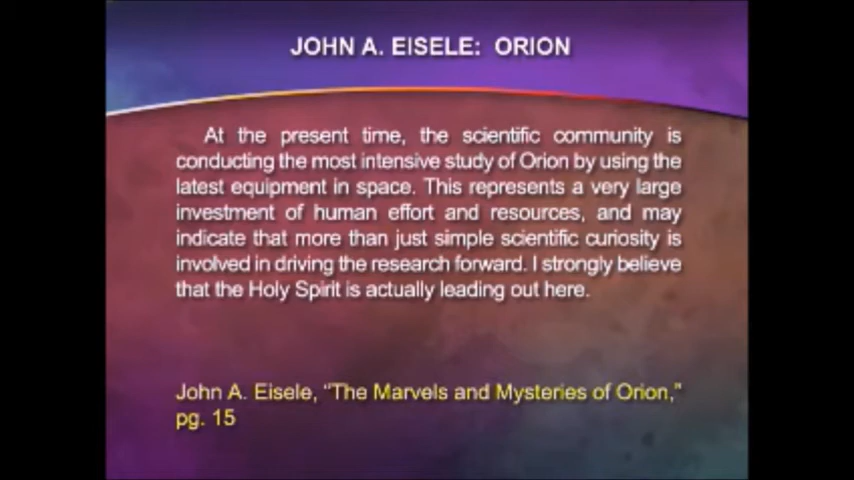 JOHN A. EISELE: ORION
At the present time, the scientific community is
conducting the most intensive study of Orion by using the
latest equipment in space. This represents a very large
investment of human effort and resources, and may
indicate that more than just simple scientific curiosity is
involved in driving the research forward. I strongly believe
that the Holy Spirit is actually leading out here.
John A. Eisele, “The Marvels and Mysteries of Orion,”
pg. 15